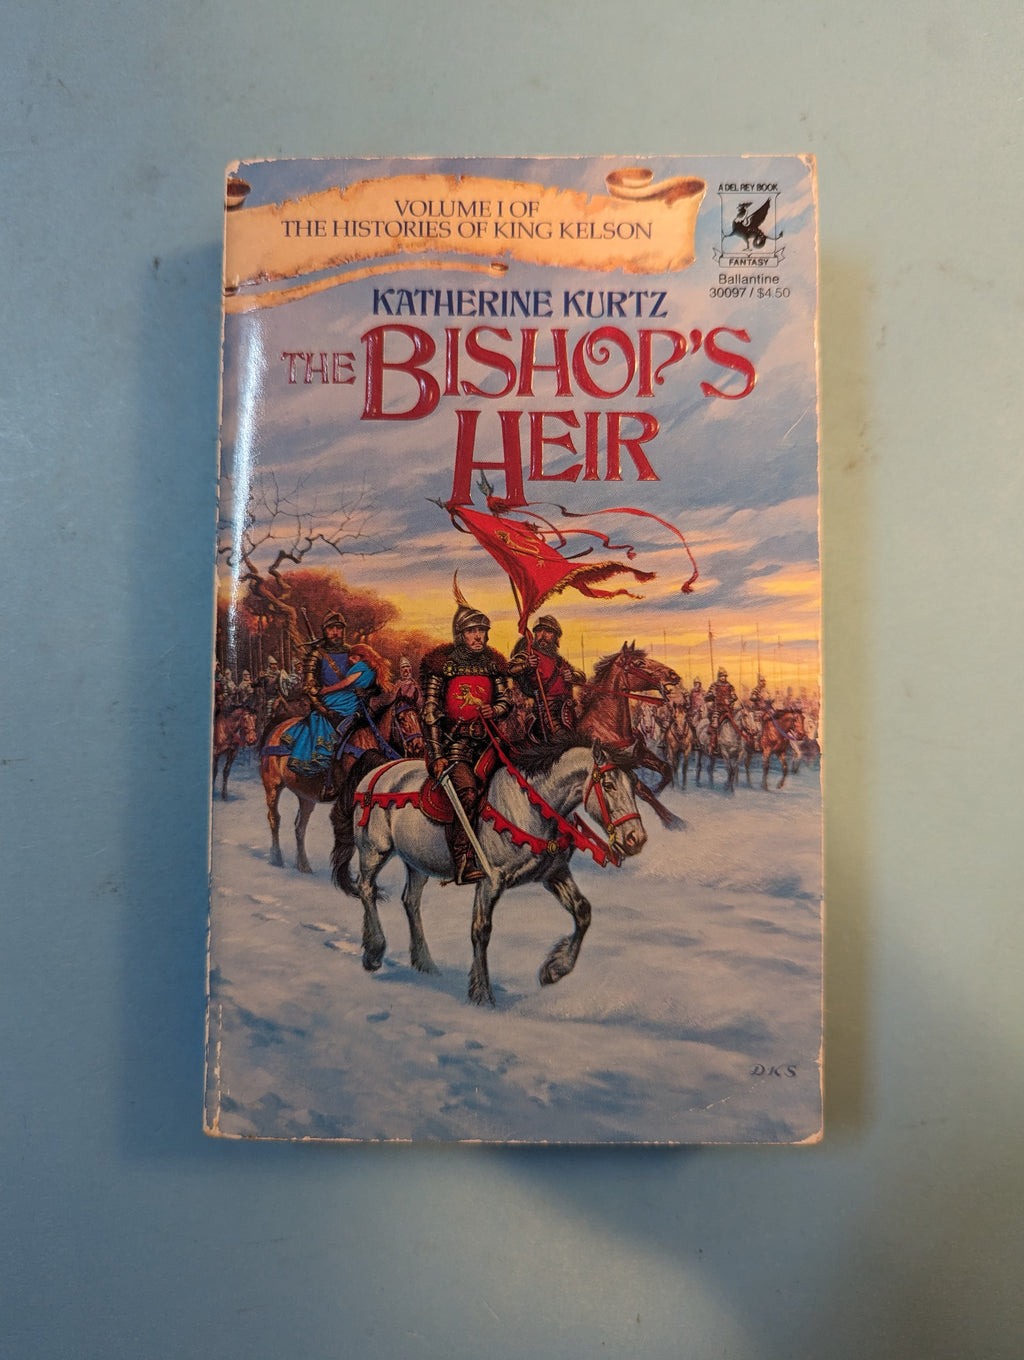 VOLUME I OF
THE HISTORIES OF KING KELSON
A DEL REY BOOK
FANTASY
Ballantine
30097 / $4.50
KATHERINE KURTZ
THE BISHOP'S
HEIR
DKS